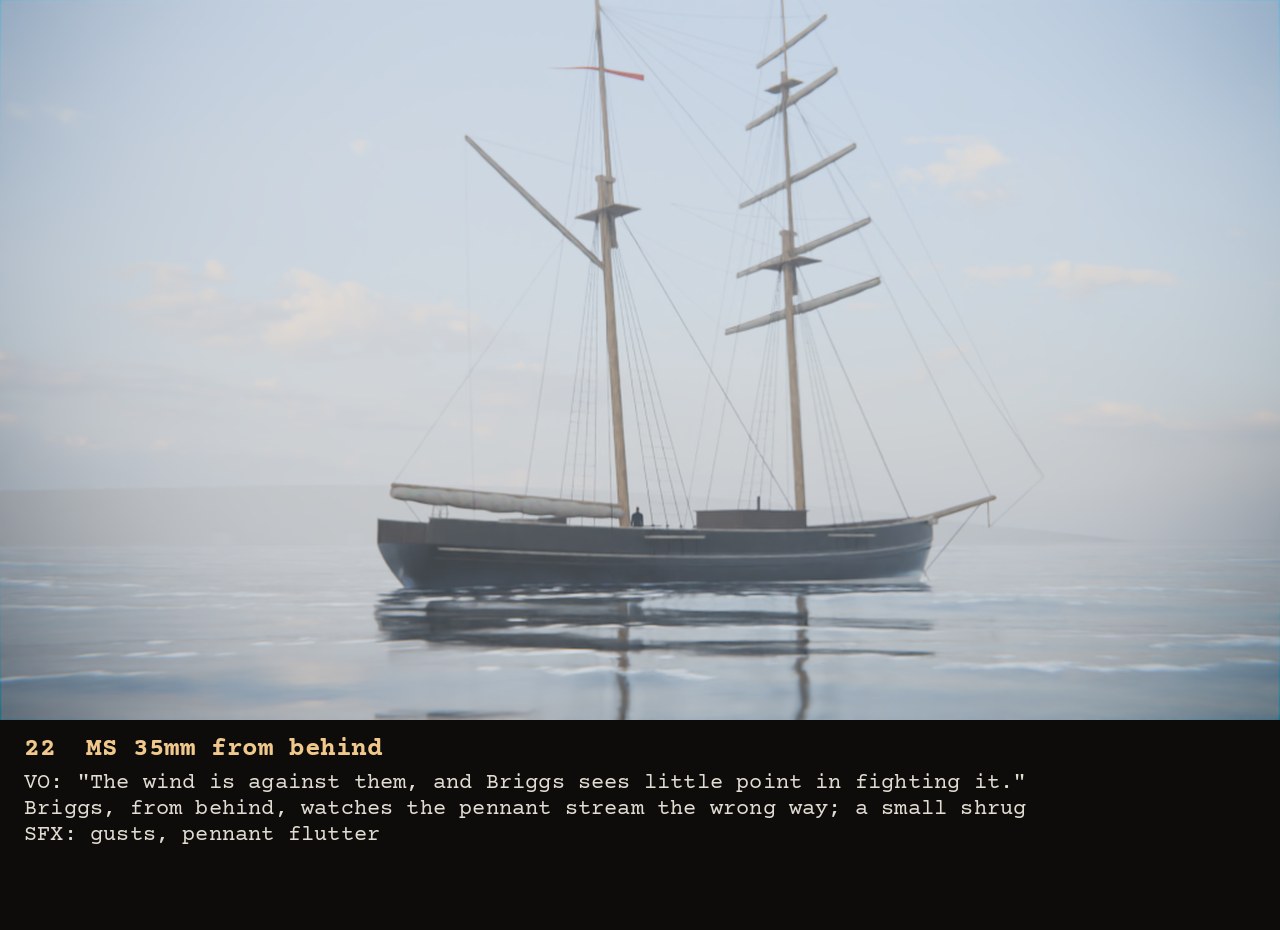 22  MS 35mm from behind
VO: "The wind is against them, and Briggs sees little point in fighting it."
Briggs, from behind, watches the pennant stream the wrong way; a small shrug
SFX: gusts, pennant flutter